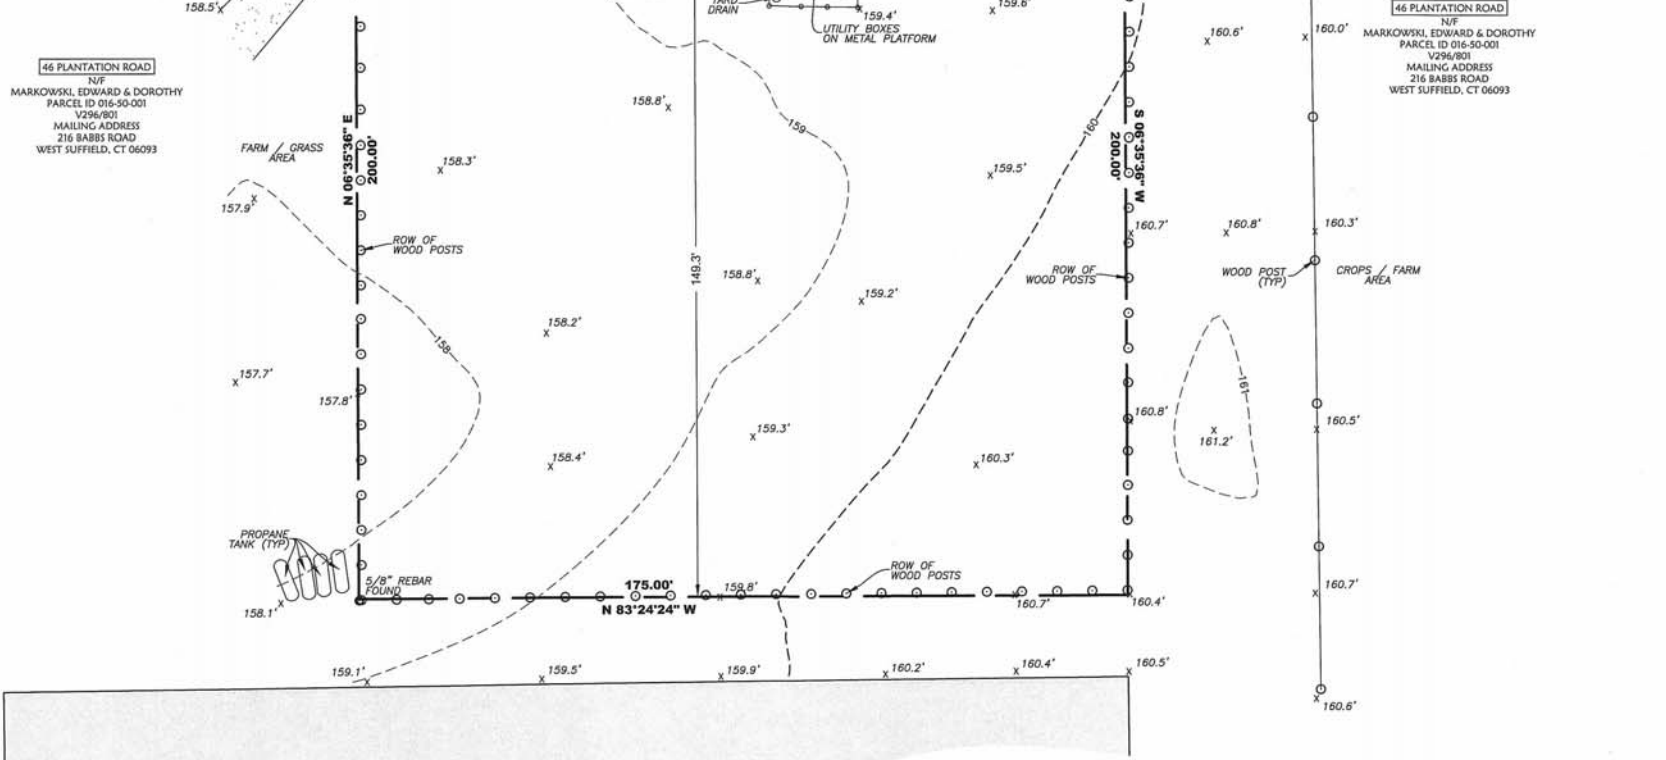 158.5'
YARD
DRAIN
159.4'
UTILITY BOXES
ON METAL PLATFORM
159.6'
160.6'
160.0'
46 PLANTATION ROAD
N/F
MARKOWSKI, EDWARD & DOROTHY
PARCEL ID 016-50-001
V296/801
MAILING ADDRESS
216 BABBS ROAD
WEST SUFFIELD, CT 06093
46 PLANTATION ROAD
N/F
MARKOWSKI, EDWARD & DOROTHY
PARCEL ID 016-50-001
V296/801
MAILING ADDRESS
216 BABBS ROAD
WEST SUFFIELD, CT 06093
158.8'
159
160
FARM / GRASS
AREA
N 06°35'36" E
200.00'
158.3'
159.5'
S 06°35'36" W
200.00'
157.9'
160.7'
160.8'
160.3'
ROW OF
WOOD POSTS
149.3'
158.8'
159.2'
ROW OF
WOOD POSTS
WOOD POST
(TYP)
CROPS / FARM
AREA
158.2'
158
157.7'
157.8'
161
160.8'
161.2'
160.5'
159.3'
158.4'
160.3'
PROPANE
TANK (TYP)
5/8" REBAR
FOUND
158.1'
175.00'
N 83°24'24" W
159.8'
ROW OF
WOOD POSTS
160.7'
160.4'
160.7'
159.1'
159.5'
159.9'
160.2'
160.4'
160.5'
160.6'